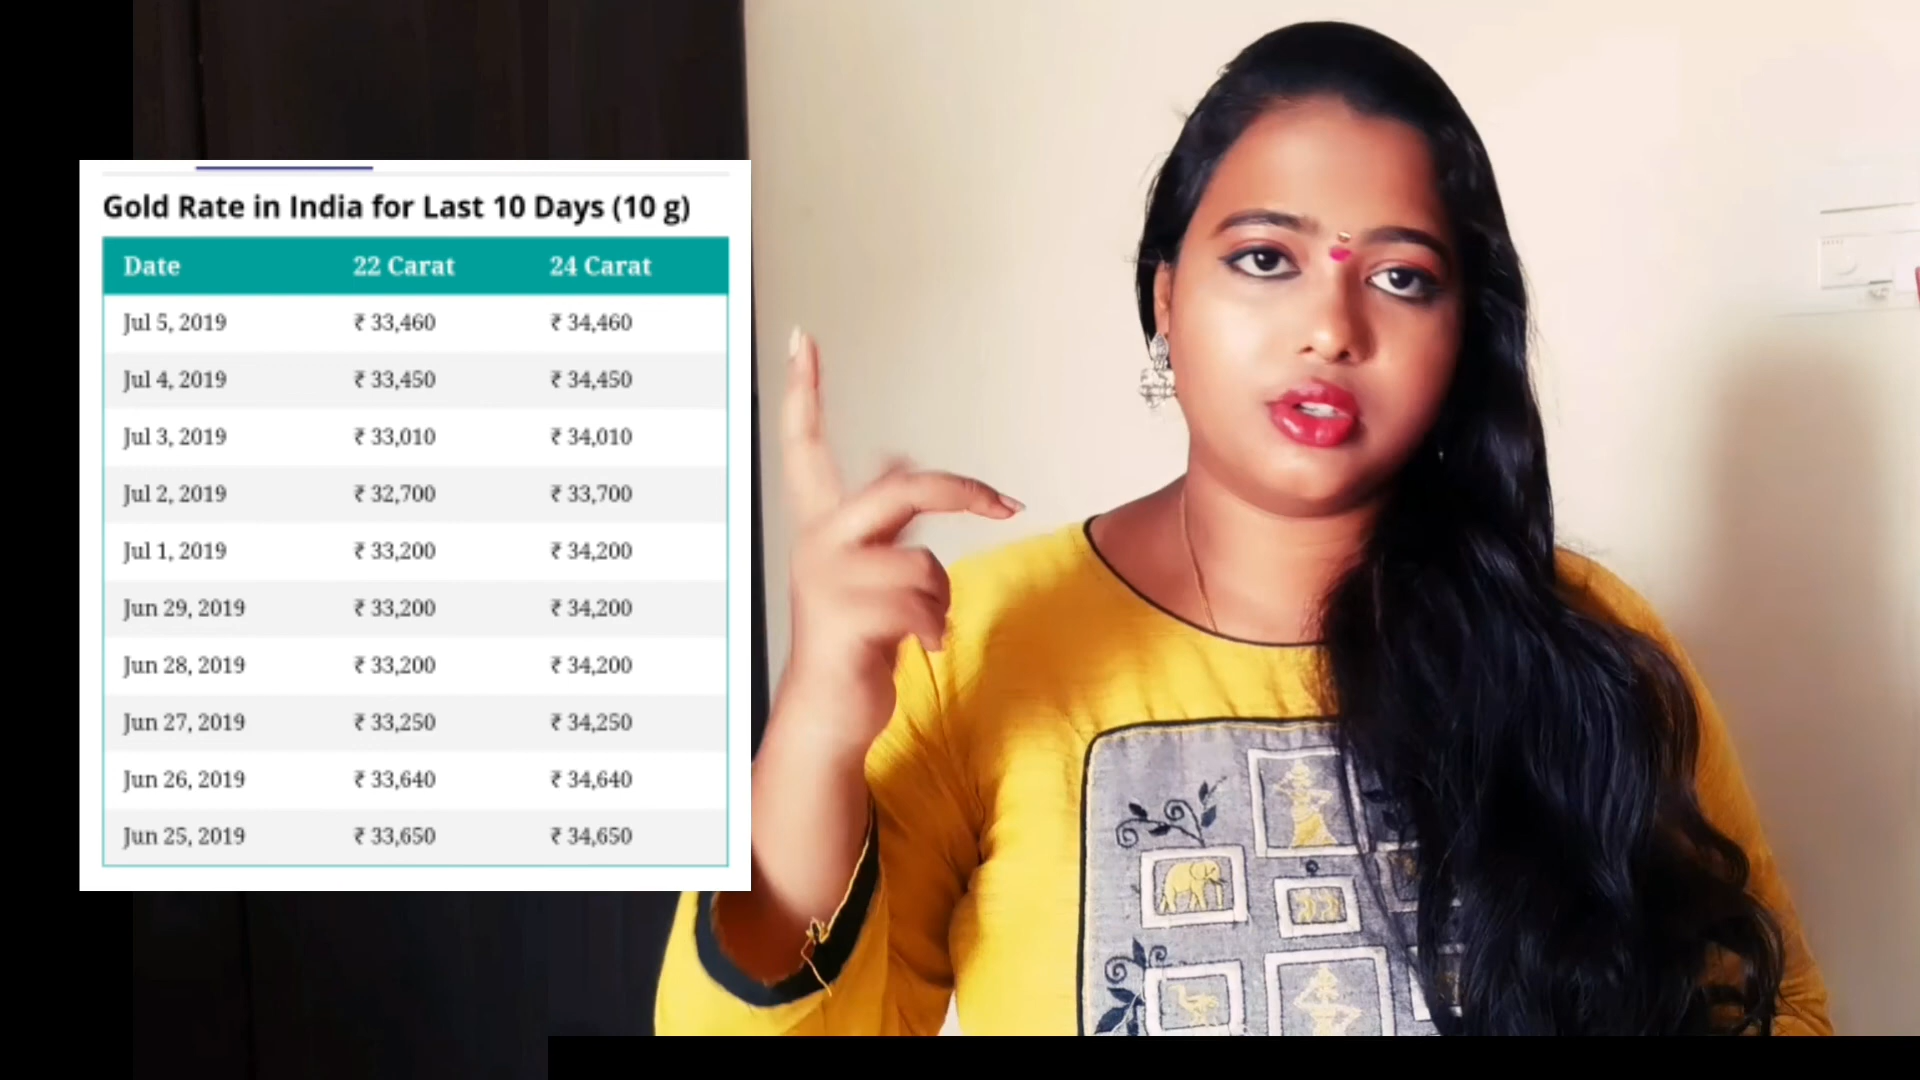 Gold Rate in India for Last 10 Days (10 g)
Date 22 Carat 24 Carat
Jul 5, 2019 ₹ 33,460 ₹ 34,460
Jul 4, 2019 ₹ 33,450 ₹ 34,450
Jul 3, 2019 ₹ 33,010 ₹ 34,010
Jul 2, 2019 ₹ 32,700 ₹ 33,700
Jul 1, 2019 ₹ 33,200 ₹ 34,200
Jun 29, 2019 ₹ 33,200 ₹ 34,200
Jun 28, 2019 ₹ 33,200 ₹ 34,200
Jun 27, 2019 ₹ 33,250 ₹ 34,250
Jun 26, 2019 ₹ 33,640 ₹ 34,640
Jun 25, 2019 ₹ 33,650 ₹ 34,650